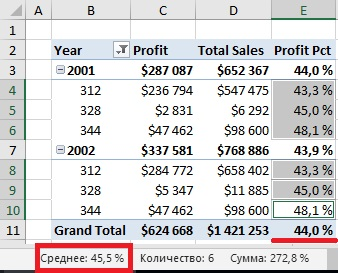 A B C D E
1
2 Year Profit Total Sales Profit Pct
3 2001 $287 087 $652 367 44,0 %
4 312 $236 794 $547 475 43,3 %
5 328 $2 831 $6 292 45,0 %
6 344 $47 462 $98 600 48,1 %
7 2002 $337 581 $768 886 43,9 %
8 312 $284 772 $658 402 43,3 %
9 328 $5 347 $11 885 45,0 %
10 344 $47 462 $98 600 48,1 %
11 Grand Total $624 668 $1 421 253 44,0 %
Среднее: 45,5 % Количество: 6 Сумма: 272,8 %